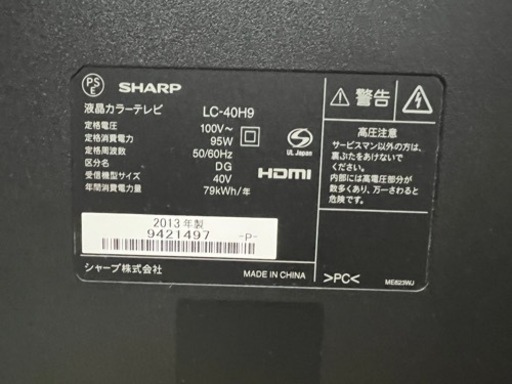 PS
E
SHARP
液晶カラーテレビ LC-40H9
定格電圧 100V~
定格消費電力 95W
定格周波数 50/60Hz
区分名 DG
受信機型サイズ 40V
年間消費電力量 79kWh/年
UL Japan
HDMI
2013年製
9421497 -P-
シャープ株式会社 MADE IN CHINA
警告
高圧注意
サービスマン以外の方は、
裏ぶたをあけないで
ください。
内部には高電圧部分が
数多くあり、万一さわると
危険です。
>PC<
ME823WJ